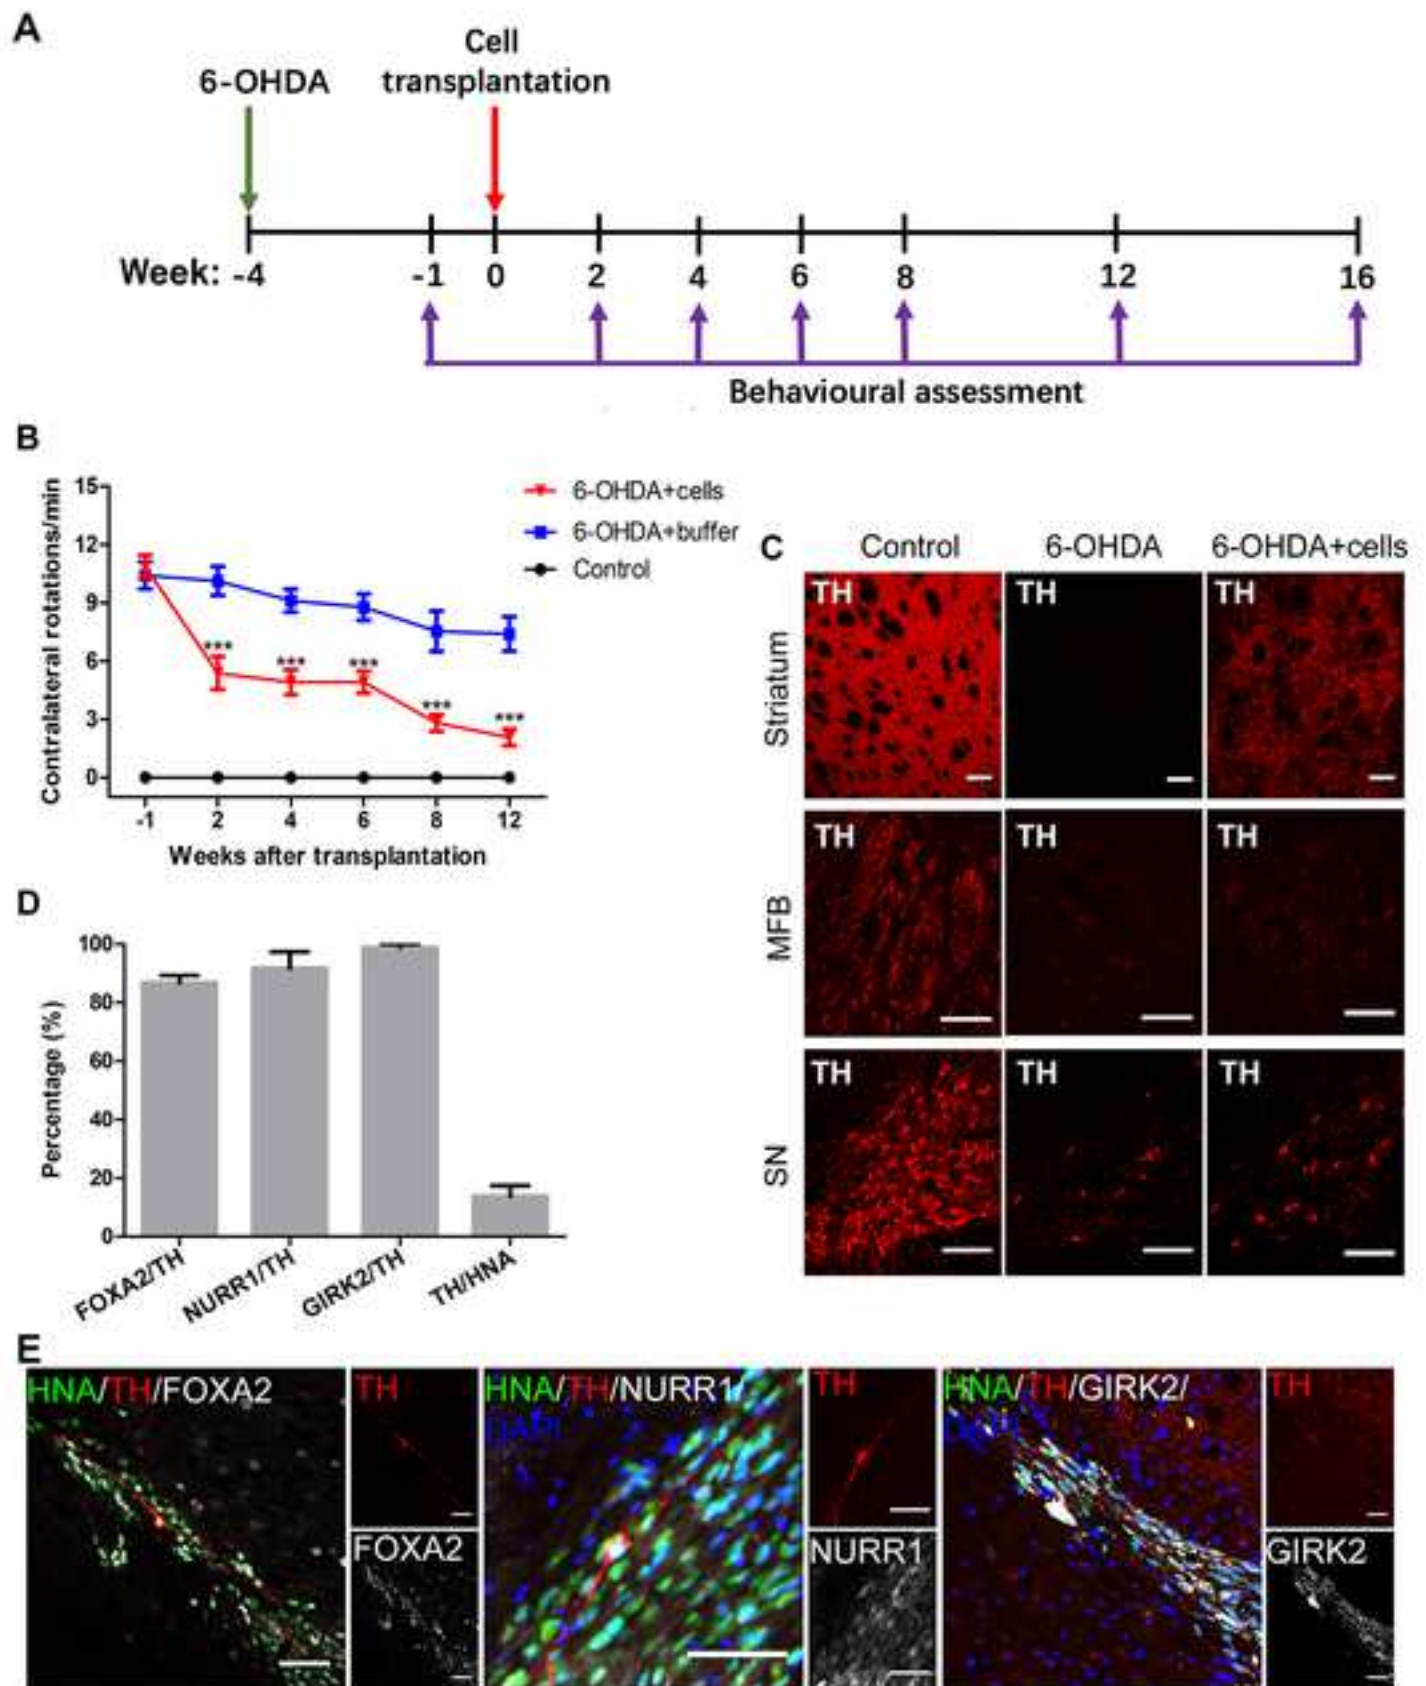 A
6-OHDA
Cell
transplantation
Week: -4 -1 0 2 4 6 8 12 16
Behavioural assessment
B
Contralateral rotations/min
15
12
9
6
3
0
*** *** *** *** ***
-1 2 4 6 8 12
Weeks after transplantation
6-OHDA+cells
6-OHDA+buffer
Control
C
Control 6-OHDA 6-OHDA+cells
Striatum
TH TH TH
MFB
TH TH TH
SN
TH TH TH
D
Percentage (%)
100
80
60
40
20
0
FOXA2/TH NURR1/TH GIRK2/TH TH/HNA
E
HNA/TH/FOXA2
TH
FOXA2
HNA/TH/NURR1/
DAPI
TH
NURR1
HNA/TH/GIRK2/
TH
GIRK2